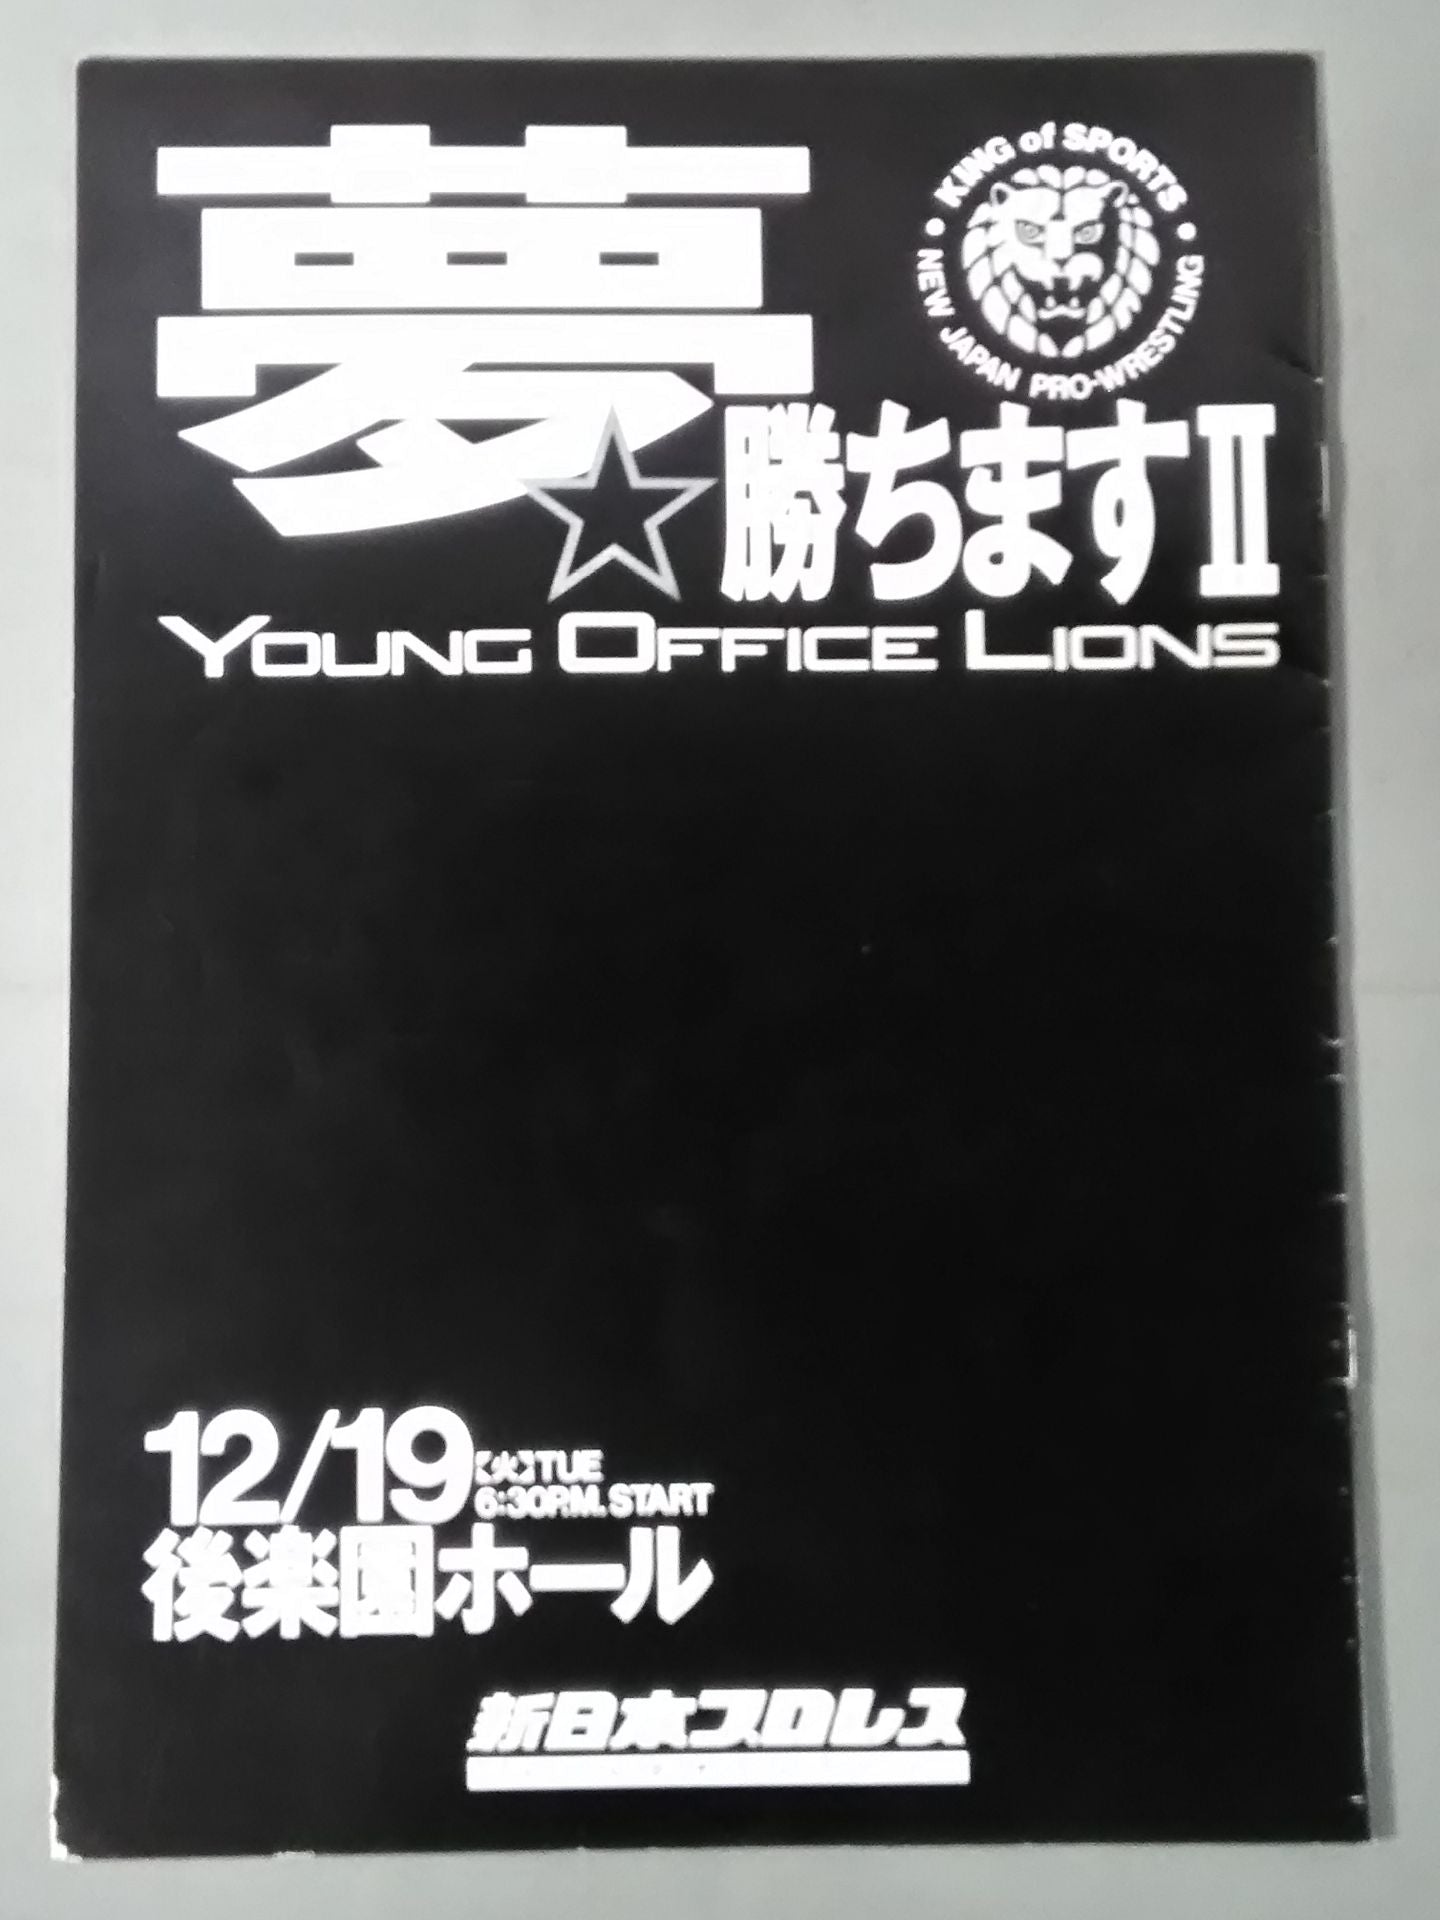 夢☆勝ちますⅡ
KING of SPORTS
NEW JAPAN PRO-WRESTLING
YOUNG OFFICE LIONS
12/19【火】TUE
6:30P.M. START
後楽園ホール
新日本プロレス